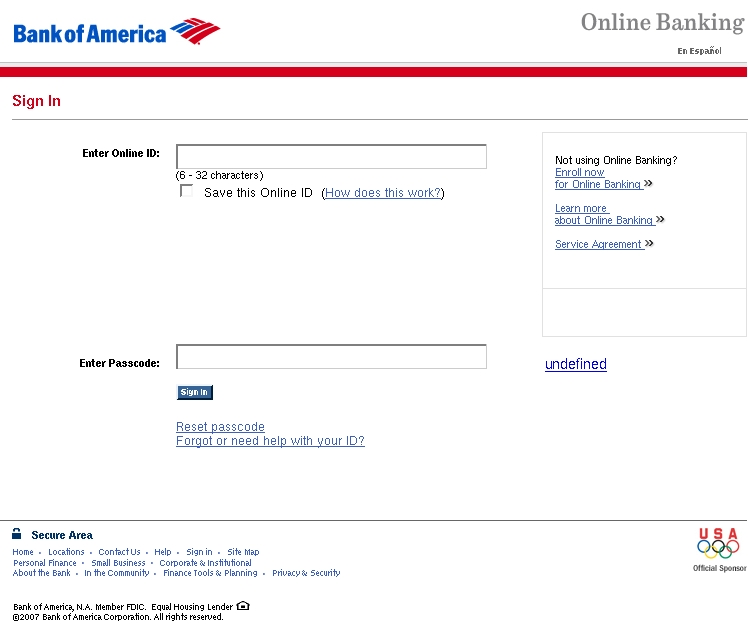 Bank of America
Online Banking
En Español
Sign In
Enter Online ID:
(6 - 32 characters)
Save this Online ID (How does this work?)
Not using Online Banking?
Enroll now
for Online Banking »
Learn more
about Online Banking »
Service Agreement »
Enter Passcode:
undefined
Sign In
Reset passcode
Forgot or need help with your ID?
Secure Area
Home • Locations • Contact Us • Help • Sign in • Site Map
Personal Finance • Small Business • Corporate & Institutional
About the Bank • In the Community • Finance Tools & Planning • Privacy & Security
USA
Official Sponsor
Bank of America, N.A. Member FDIC. Equal Housing Lender
©2007 Bank of America Corporation. All rights reserved.